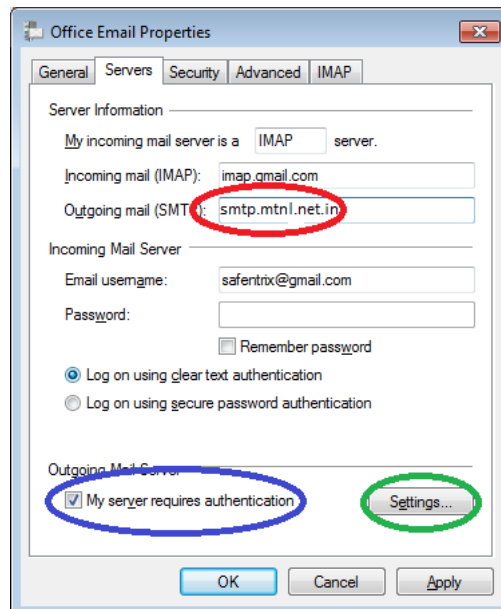 Office Email Properties
General Servers Security Advanced IMAP
Server Information
My incoming mail server is a IMAP server.
Incoming mail (IMAP): imap.gmail.com
Outgoing mail (SMTP): smtp.mtnl.net.in
Incoming Mail Server
Email username: safentrix@gmail.com
Password:
Remember password
Log on using clear text authentication
Log on using secure password authentication
Outgoing Mail Server
My server requires authentication Settings...
OK Cancel Apply